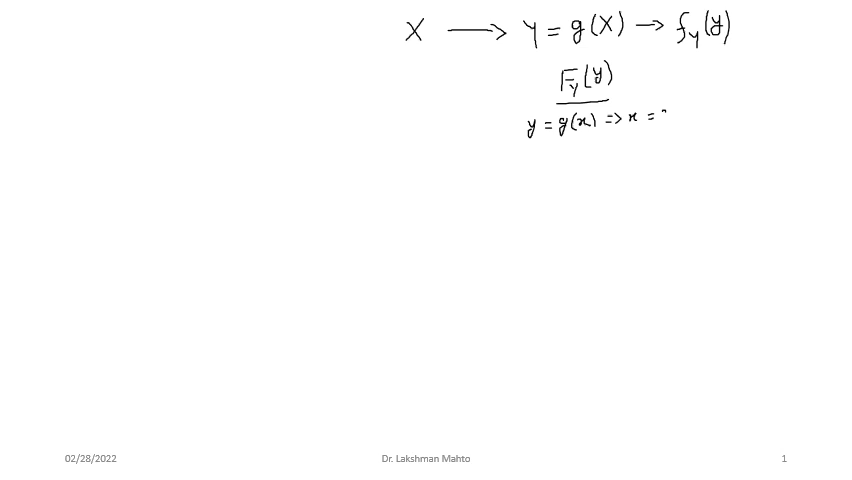 X ⟶ Y = g(X) → f_Y(y)
F_Y(y)
y = g(x) ⇒ x =
02/28/2022
Dr. Lakshman Mahto
1